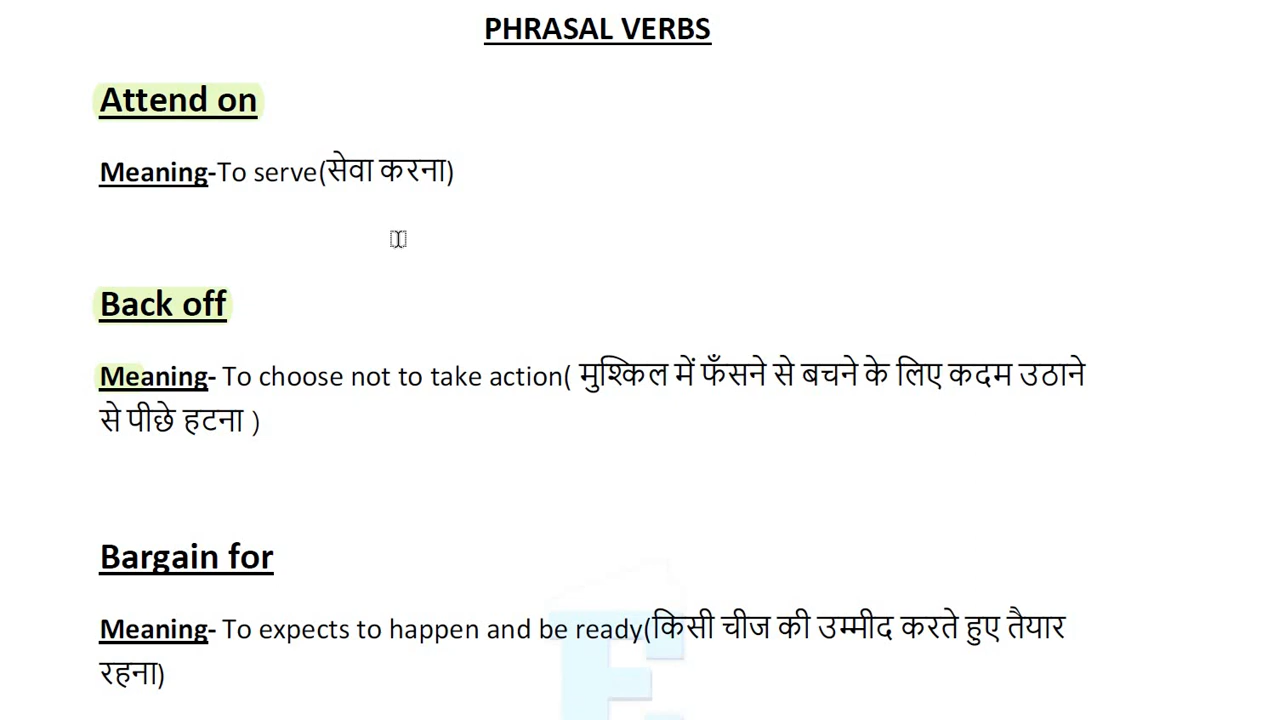 PHRASAL VERBS
Attend on
Meaning-To serve(सेवा करना)
Back off
Meaning- To choose not to take action( मुश्किल में फँसने से बचने के लिए कदम उठाने
से पीछे हटना )
Bargain for
Meaning- To expects to happen and be ready(किसी चीज की उम्मीद करते हुए तैयार
रहना)